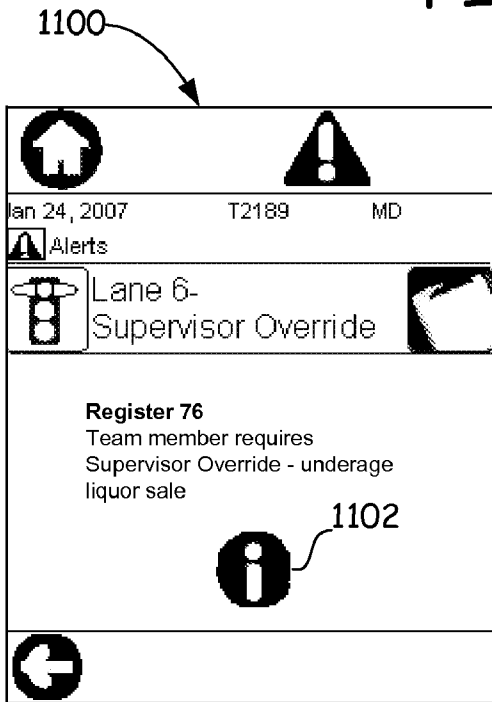 1100
Jan 24, 2007 T2189 MD
Alerts
Lane 6-
Supervisor Override
Register 76
Team member requires
Supervisor Override - underage
liquor sale
1102